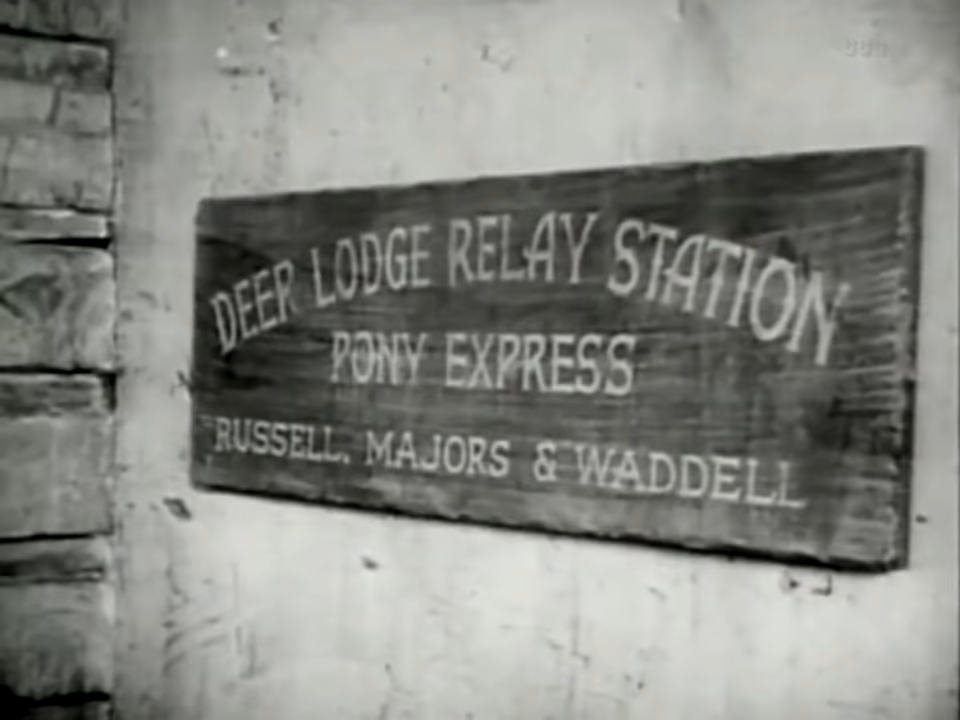 DEER LODGE RELAY STATION
PONY EXPRESS
RUSSELL, MAJORS & WADDELL